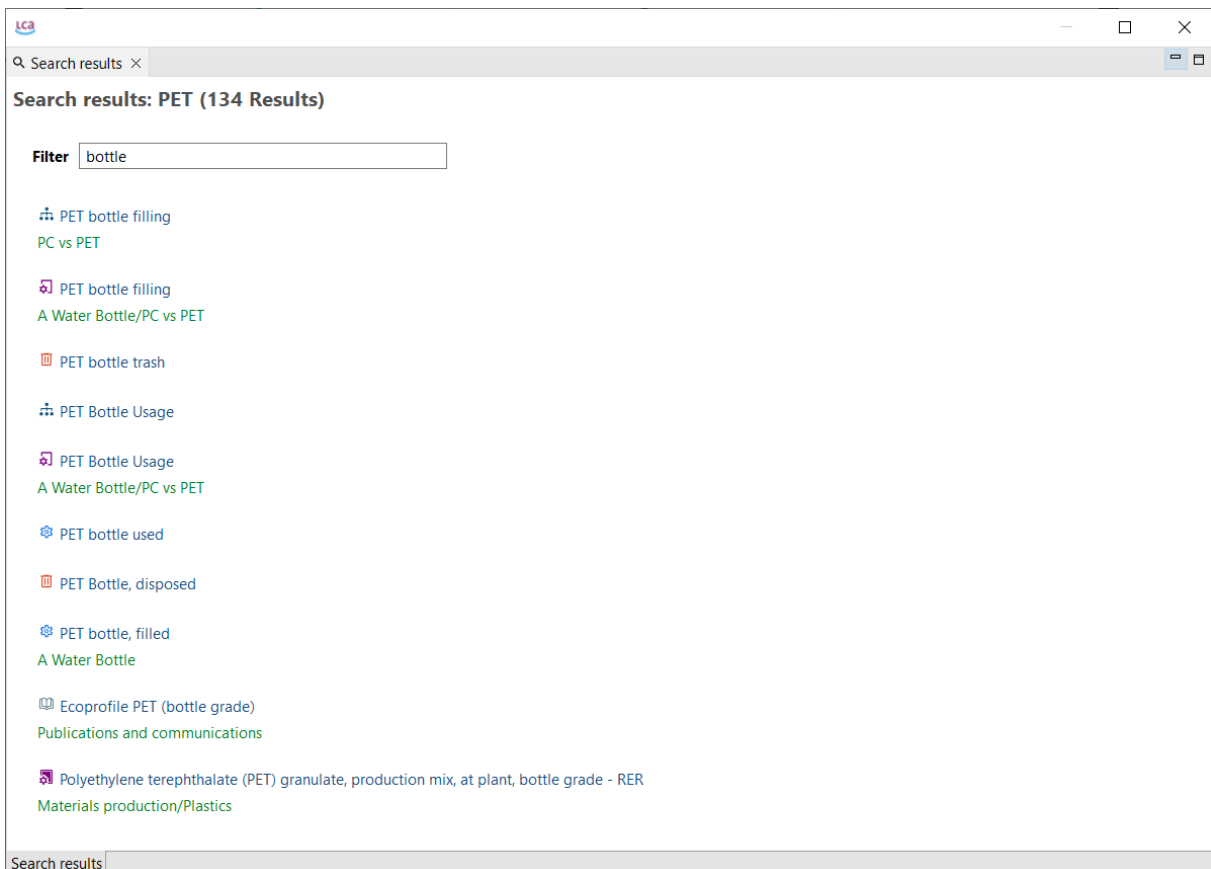 LCA
Search results
Search results: PET (134 Results)
Filter bottle
PET bottle filling
PC vs PET
PET bottle filling
A Water Bottle/PC vs PET
PET bottle trash
PET Bottle Usage
PET Bottle Usage
A Water Bottle/PC vs PET
PET bottle used
PET Bottle, disposed
PET bottle, filled
A Water Bottle
Ecoprofile PET (bottle grade)
Publications and communications
Polyethylene terephthalate (PET) granulate, production mix, at plant, bottle grade - RER
Materials production/Plastics
Search results